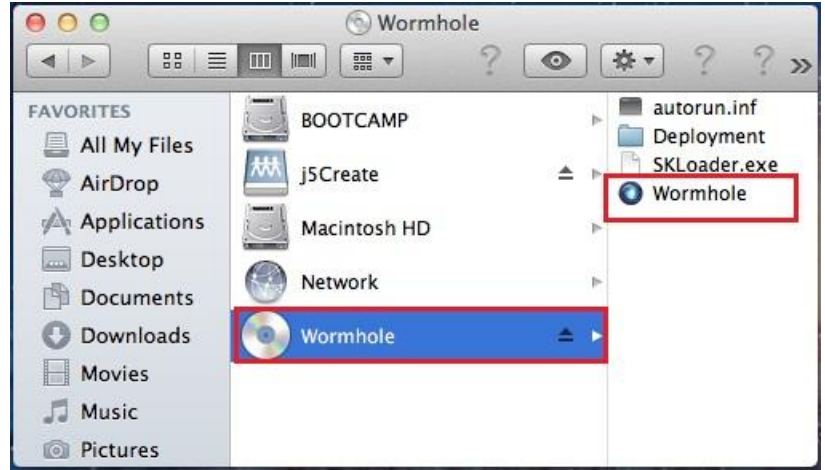 Wormhole
FAVORITES
All My Files
AirDrop
Applications
Desktop
Documents
Downloads
Movies
Music
Pictures
BOOTCAMP
j5Create
Macintosh HD
Network
Wormhole
autorun.inf
Deployment
SKLoader.exe
Wormhole